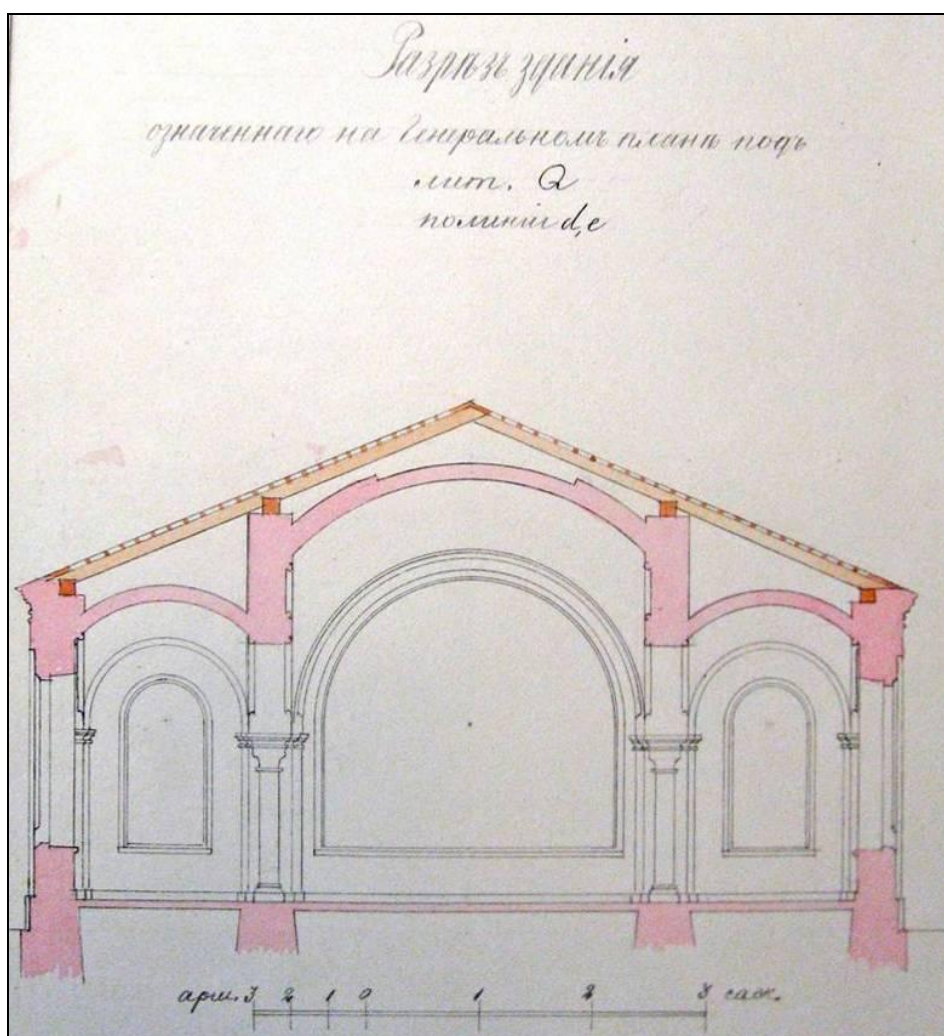 Разрѣзъ зданія
означеннаго на Генеральномъ планѣ подъ
лит. Q
по линіи d, e
арш. 3 2 1 0 1 2 3 саж.